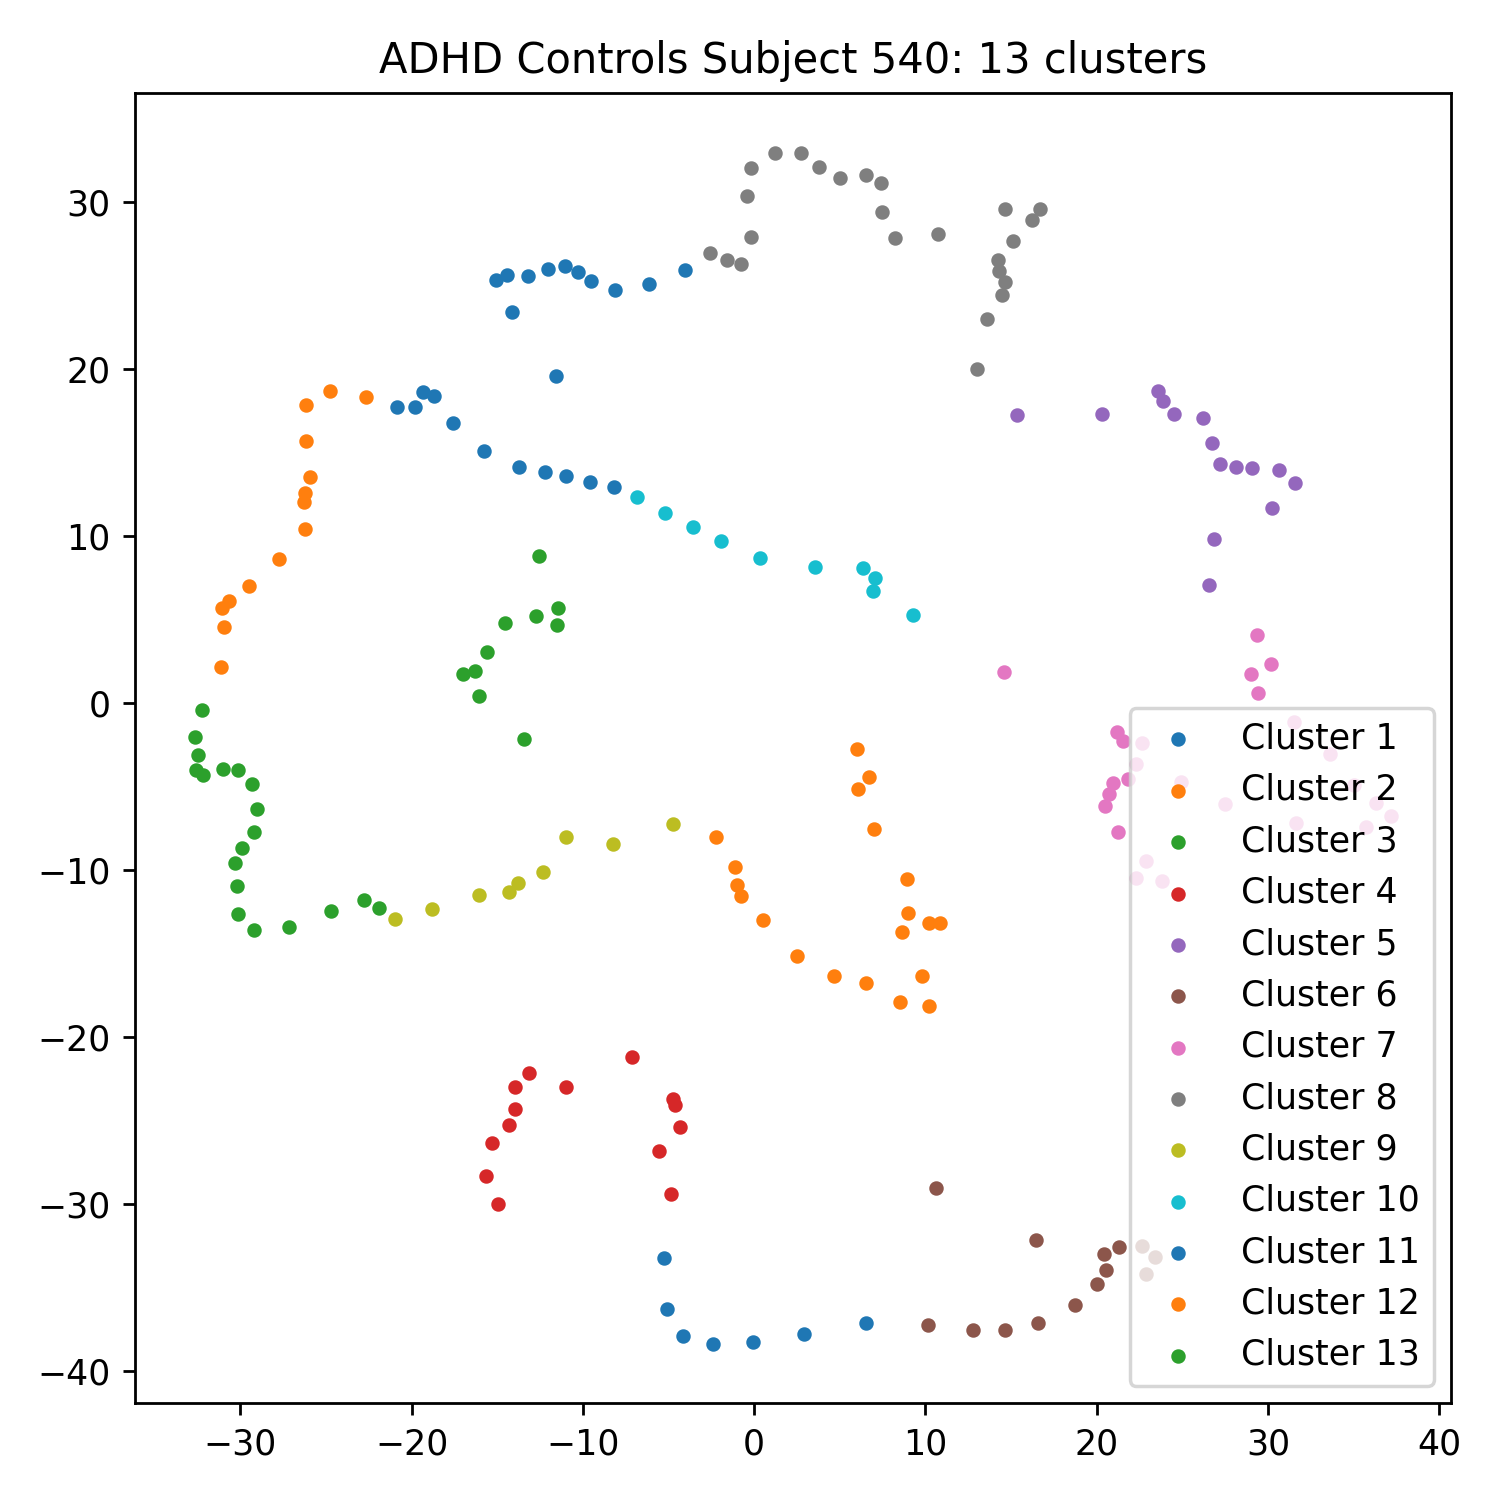 ADHD Controls Subject 540: 13 clusters
30
20
10
0
−10
−20
−30
−40
Cluster 1
Cluster 2
Cluster 3
Cluster 4
Cluster 5
Cluster 6
Cluster 7
Cluster 8
Cluster 9
Cluster 10
Cluster 11
Cluster 12
Cluster 13
−30 −20 −10 0 10 20 30 40